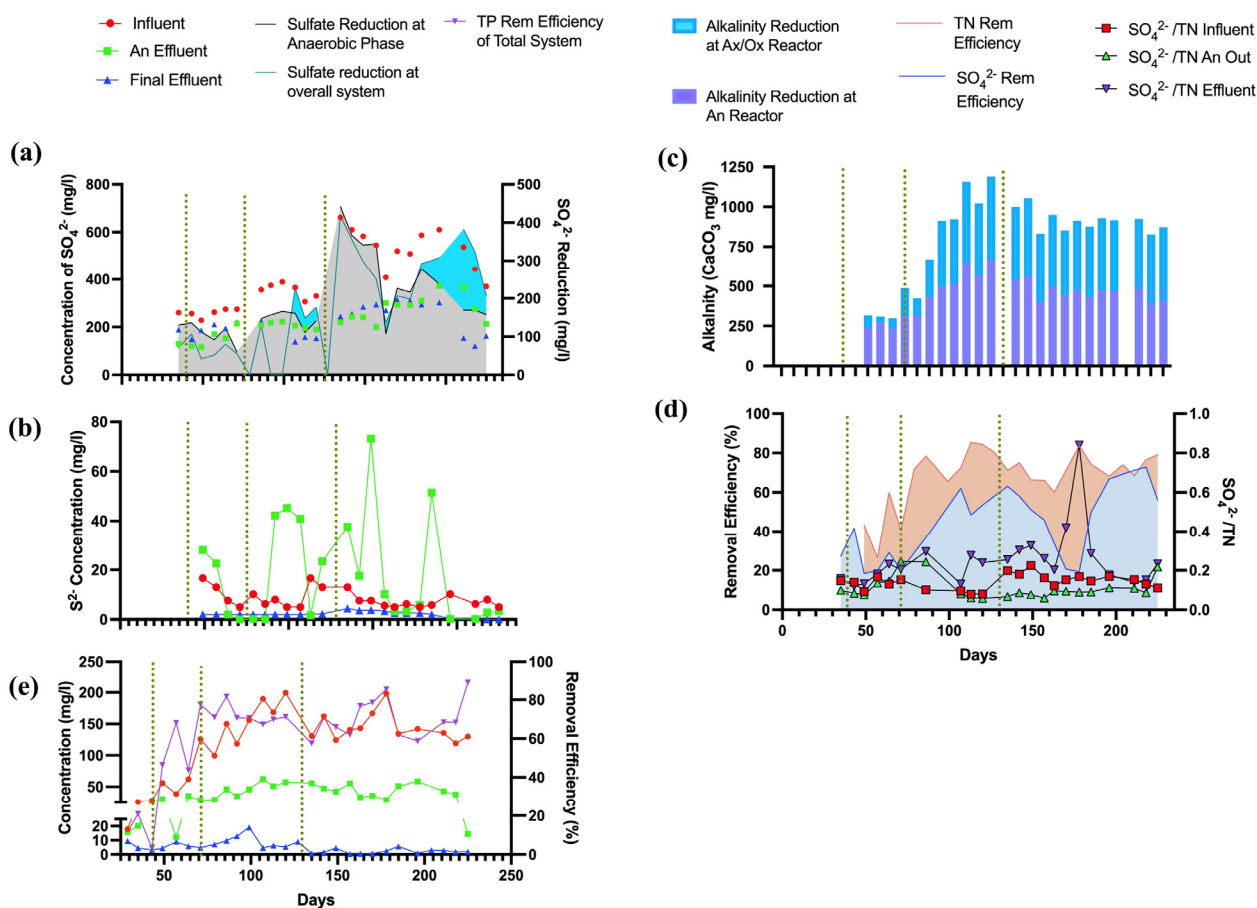 Influent
An Effluent
Final Effluent
Sulfate Reduction at
Anaerobic Phase
Sulfate reduction at
overall system
TP Rem Efficiency
of Total System
Alkalinity Reduction
at Ax/Ox Reactor
Alkalinity Reduction at
An Reactor
TN Rem
Efficiency
SO₄²⁻ Rem
Efficiency
SO₄²⁻ /TN Influent
SO₄²⁻ /TN An Out
SO₄²⁻ /TN Effluent
(a)
Concentration of SO₄²⁻ (mg/l)
800
600
400
200
0
500
400
300
200
100
0
SO₄²⁻ Reduction (mg/l)
(b)
S²⁻ Concentration (mg/l)
80
60
40
20
0
(e)
Concentration (mg/l)
250
200
150
100
50
20
10
0
100
80
60
40
20
0
Removal Efficiency (%)
50
100
150
200
250
Days
(c)
Alkalnity (CaCO₃ mg/l)
1250
1000
750
500
250
0
(d)
Removal Efficiency (%)
100
80
60
40
20
0
1.0
0.8
0.6
0.4
0.2
0.0
SO₄²⁻/TN
0
50
100
150
200
250
Days